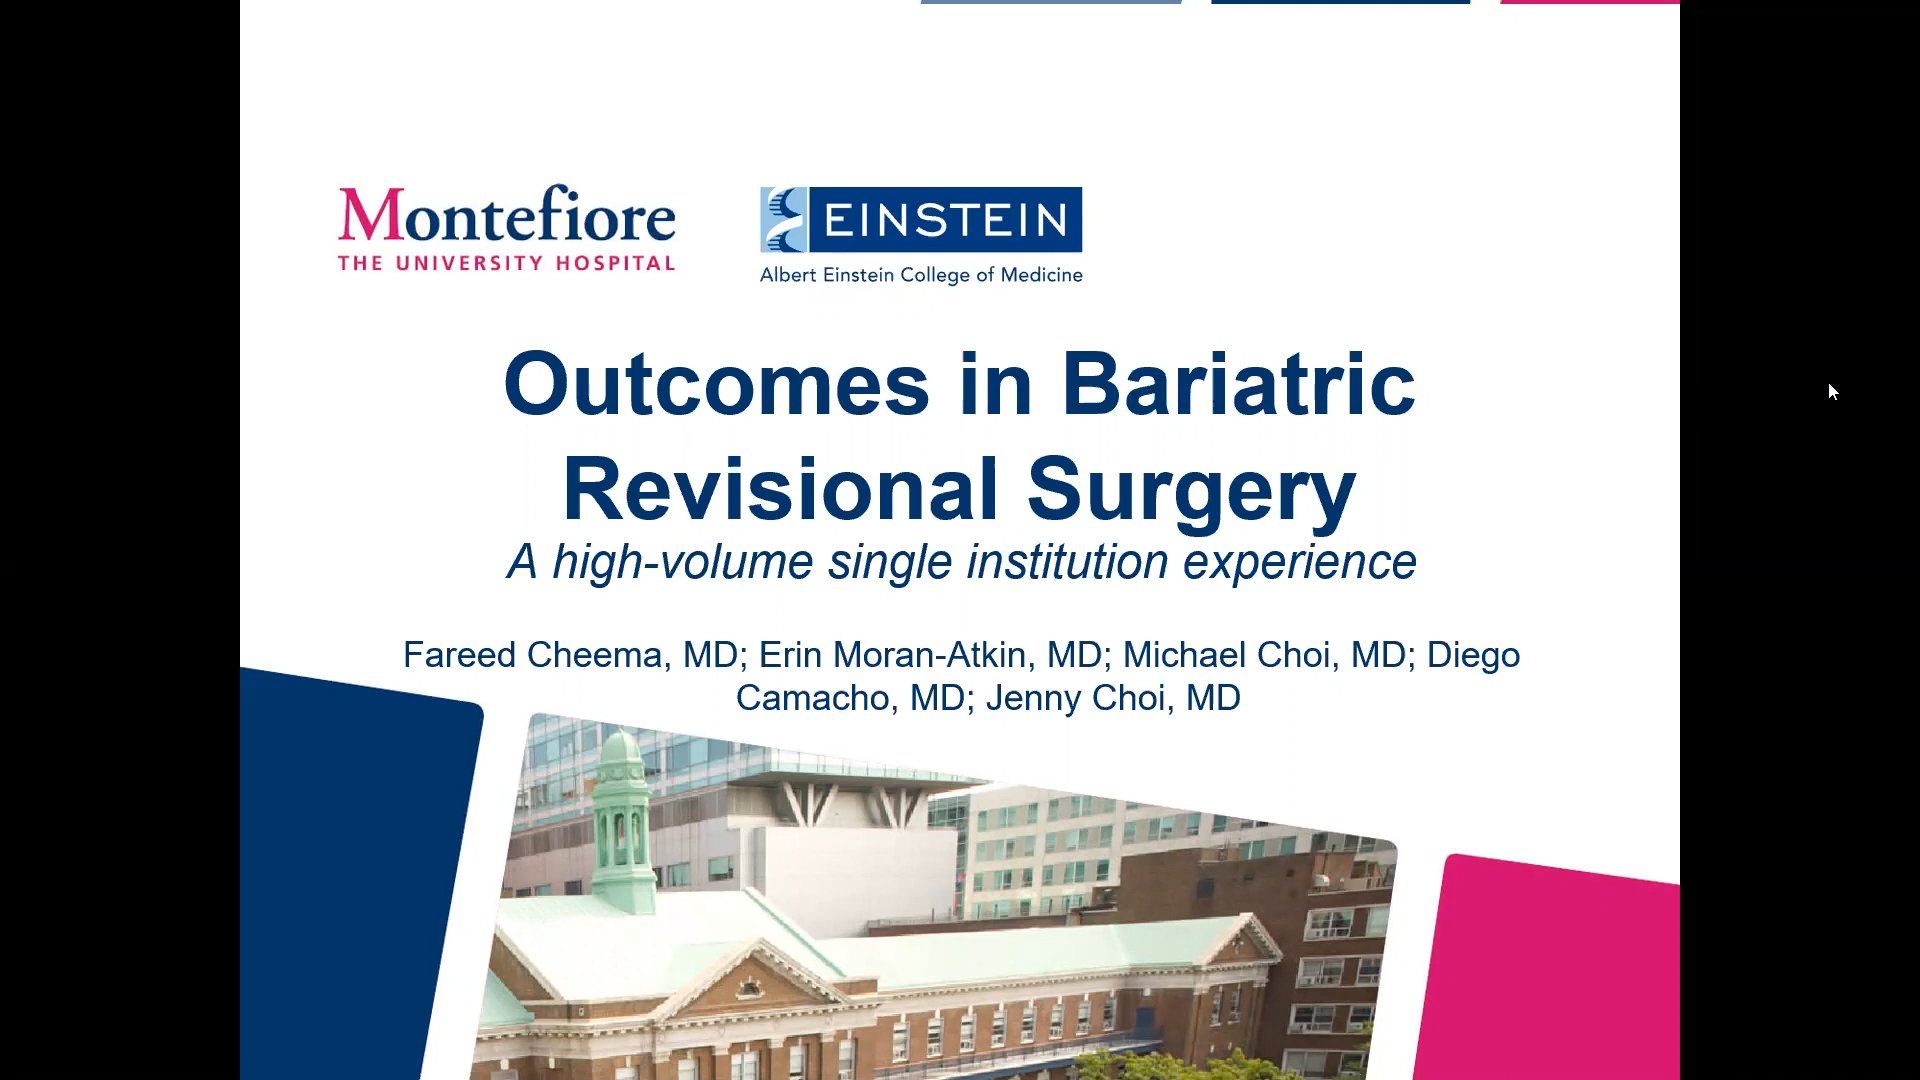 Montefiore
THE UNIVERSITY HOSPITAL
EINSTEIN
Albert Einstein College of Medicine
Outcomes in Bariatric
Revisional Surgery
A high-volume single institution experience
Fareed Cheema, MD; Erin Moran-Atkin, MD; Michael Choi, MD; Diego
Camacho, MD; Jenny Choi, MD